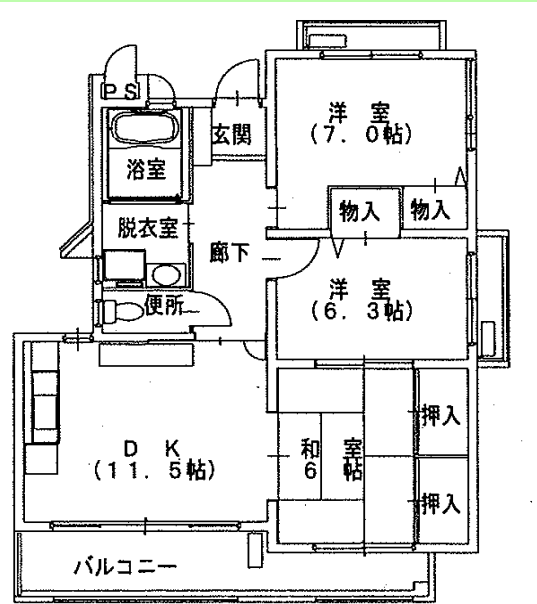 ＰＳ
玄関
洋　室
（７．０帖）
浴室
物入
物入
脱衣室
廊下
洋　室
（６．３帖）
便所
ＤＫ
（１１．５帖）
和　室
６　帖
押入
押入
バルコニー